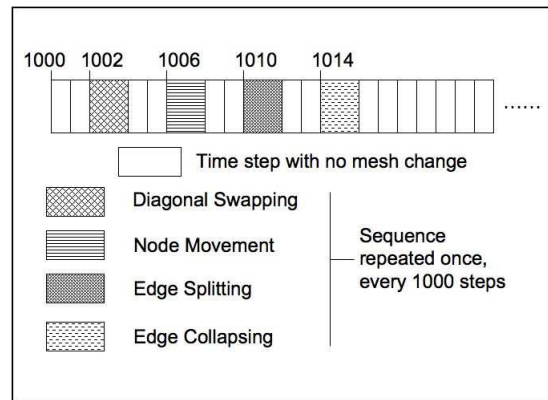 1000 1002 1006 1010 1014
......
Time step with no mesh change
Diagonal Swapping
Node Movement
Edge Splitting
Edge Collapsing
Sequence
repeated once,
every 1000 steps